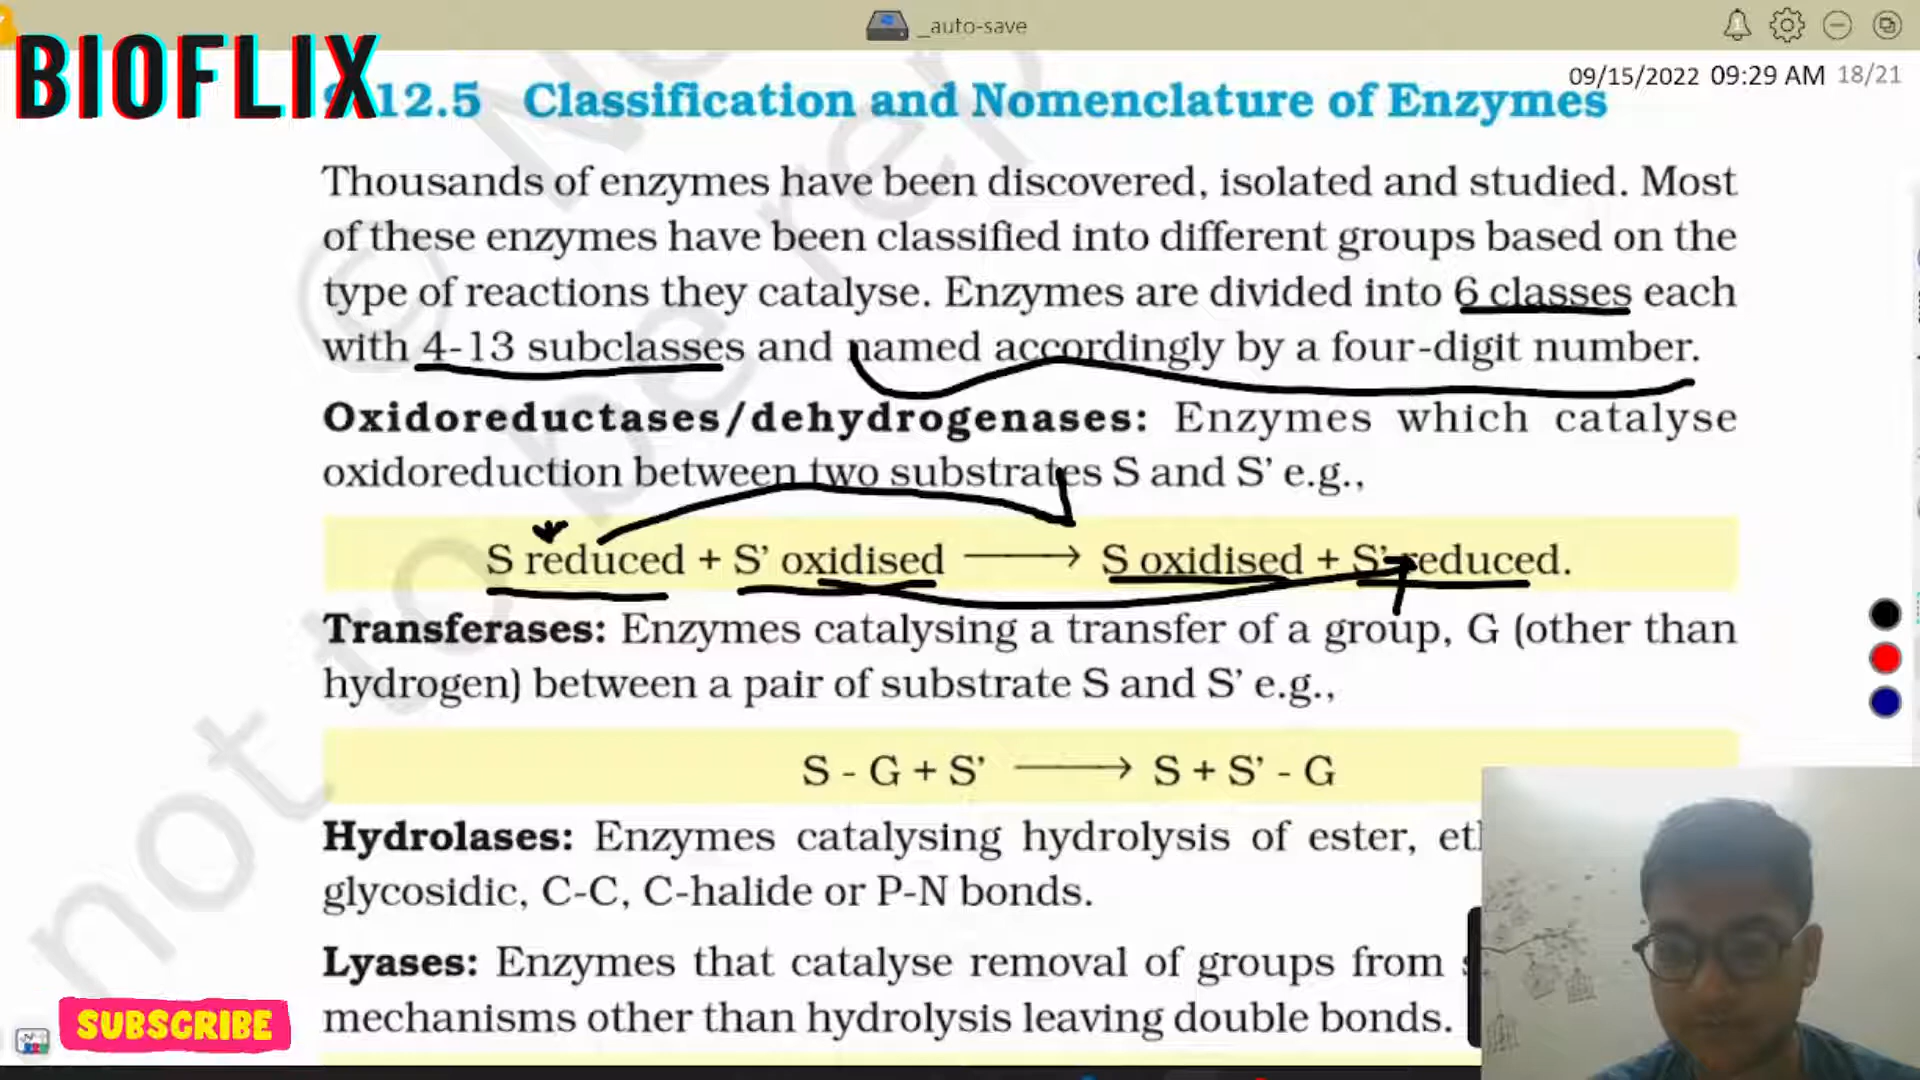 _auto-save
BIOFLIX
09/15/2022 09:29 AM 18/21
12.5 Classification and Nomenclature of Enzymes
Thousands of enzymes have been discovered, isolated and studied. Most
of these enzymes have been classified into different groups based on the
type of reactions they catalyse. Enzymes are divided into 6 classes each
with 4-13 subclasses and named accordingly by a four-digit number.
Oxidoreductases/dehydrogenases: Enzymes which catalyse
oxidoreduction between two substrates S and S’ e.g.,
S reduced + S’ oxidised ⟶ S oxidised + S’ reduced.
Transferases: Enzymes catalysing a transfer of a group, G (other than
hydrogen) between a pair of substrate S and S’ e.g.,
S - G + S’ ⟶ S + S’ - G
Hydrolases: Enzymes catalysing hydrolysis of ester,
glycosidic, C-C, C-halide or P-N bonds.
Lyases: Enzymes that catalyse removal of groups from
mechanisms other than hydrolysis leaving double bonds.
SUBSCRIBE
not to be rep